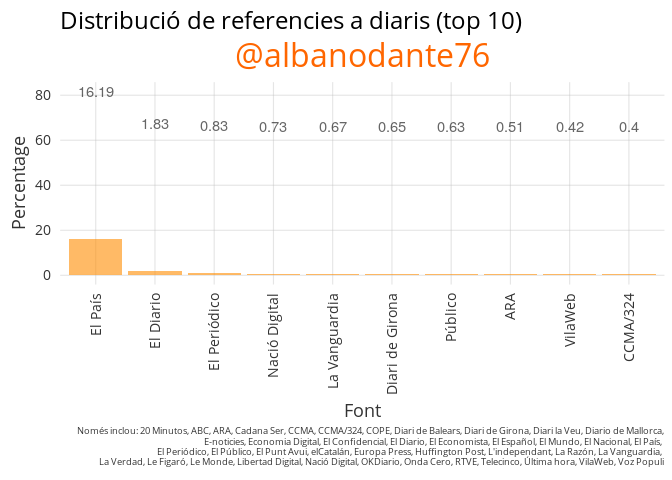 Distribució de referencies a diaris (top 10)
@albanodante76
Percentage
80
60
40
20
0
16.19
1.83
0.83
0.73
0.67
0.65
0.63
0.51
0.42
0.4
El País
El Diario
El Periódico
Nació Digital
La Vanguardia
Diari de Girona
Público
ARA
VilaWeb
CCMA/324
Font
Només inclou: 20 Minutos, ABC, ARA, Cadana Ser, CCMA, CCMA/324, COPE, Diari de Balears, Diari de Girona, Diari la Veu, Diario de Mallorca,
E-noticies, Economia Digital, El Confidencial, El Diario, El Economista, El Español, El Mundo, El Nacional, El País,
El Periódico, El Público, El Punt Avui, elCatalán, Europa Press, Huffington Post, L'independant, La Razón, La Vanguardia,
La Verdad, Le Figaró, Le Monde, Libertad Digital, Nació Digital, OKDiario, Onda Cero, RTVE, Telecinco, Última hora, VilaWeb, Voz Populi